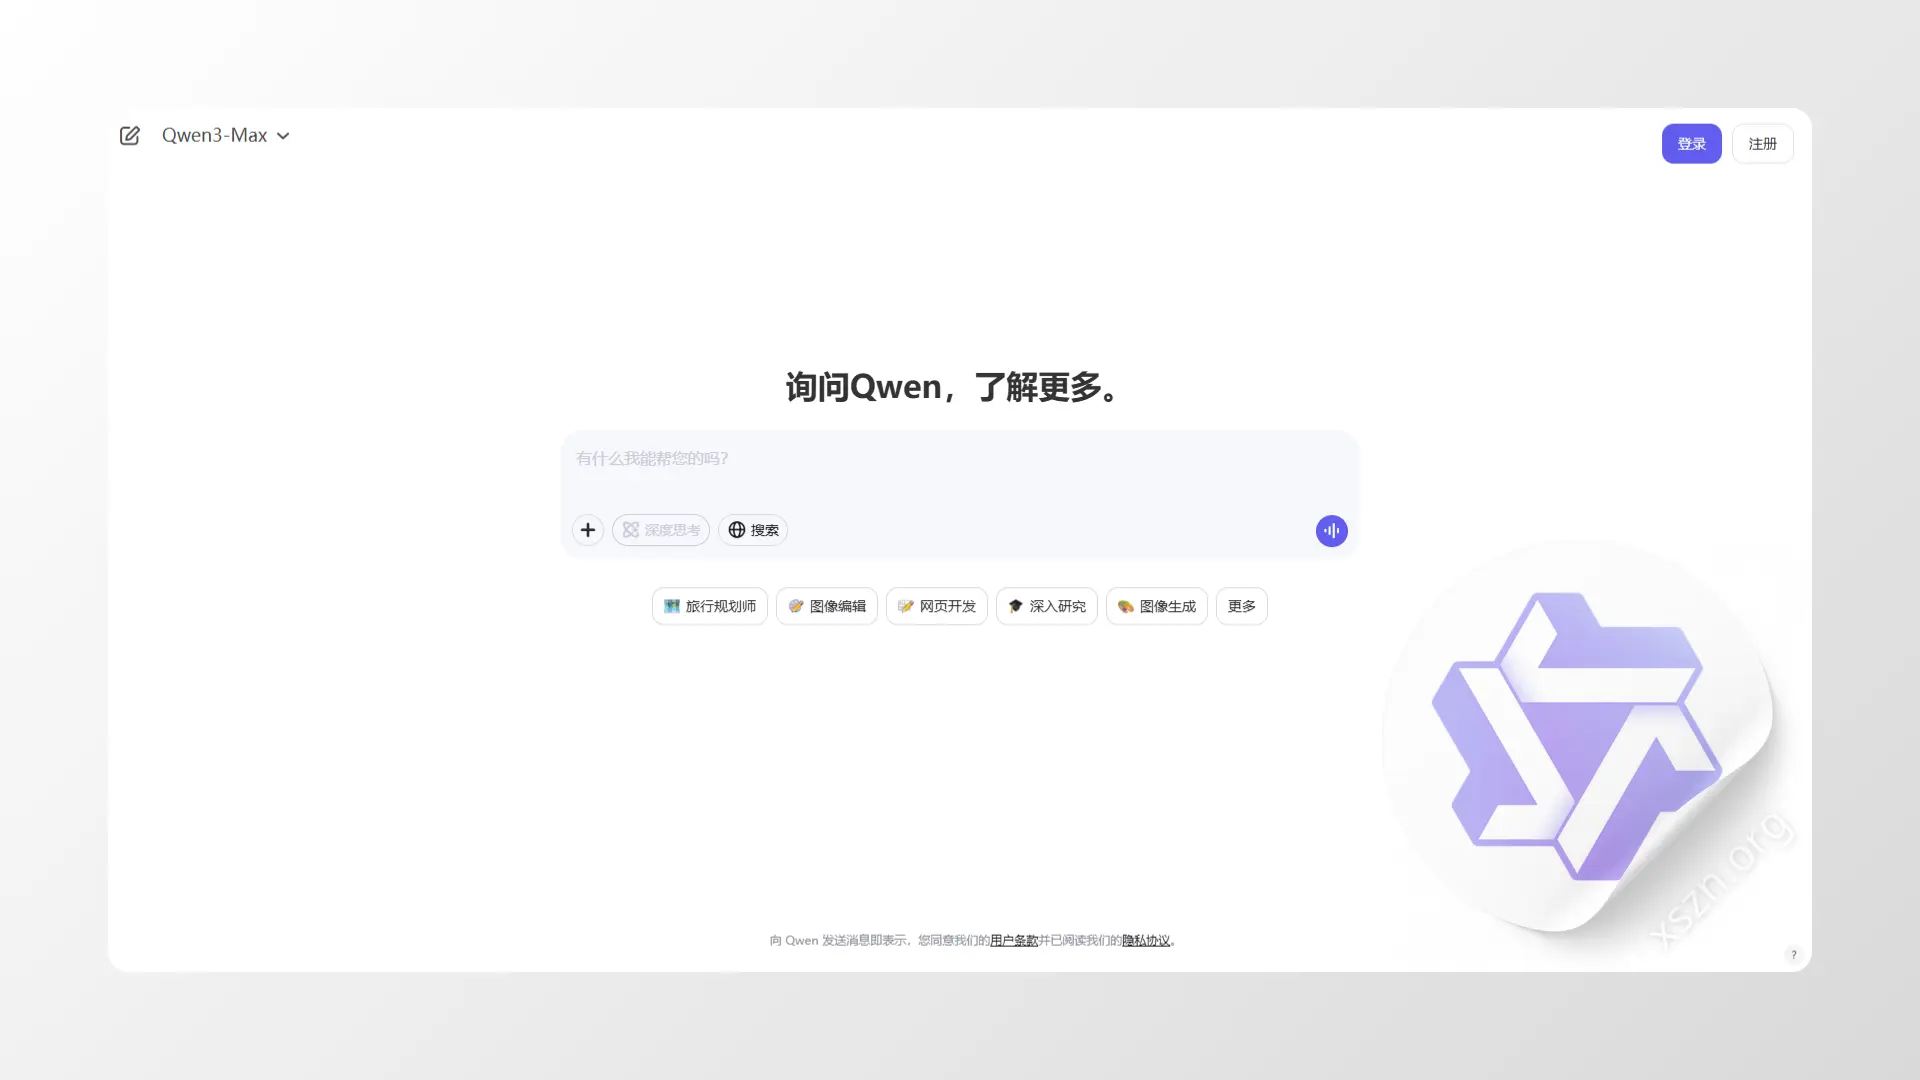 Qwen3-Max
登录
注册
询问Qwen，了解更多。
有什么我能帮您的吗？
深度思考
搜索
旅行规划师
图像编辑
网页开发
深入研究
图像生成
更多
向 Qwen 发送消息即表示，您同意我们的用户条款并已阅读我们的隐私协议。
?
xszn.org